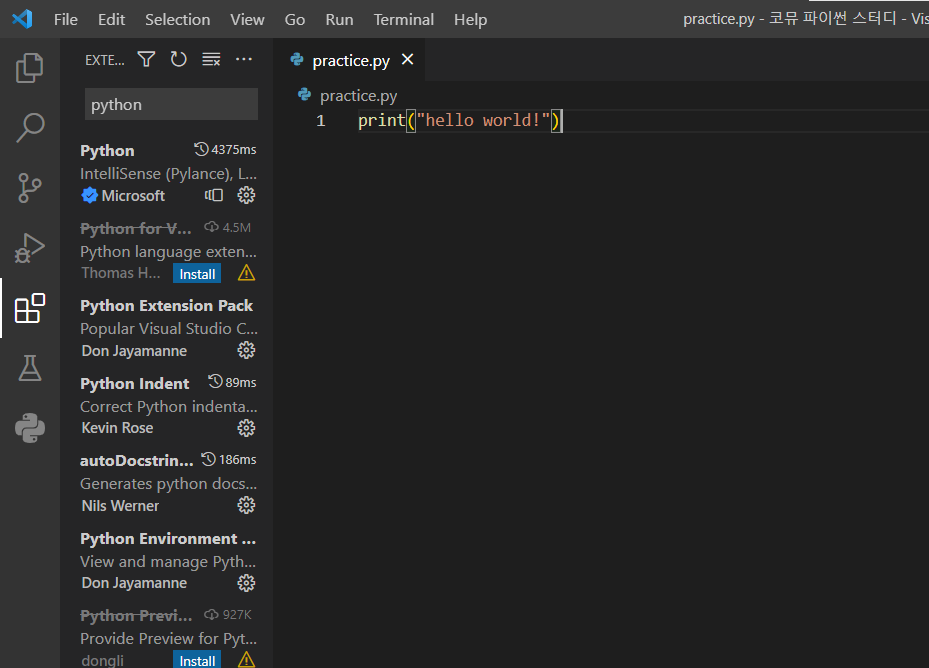 File Edit Selection View Go Run Terminal Help practice.py - 코뮤 파이썬 스터디 - Vis
EXTE...
practice.py
python
practice.py
1 print("hello world!")
Python 4375ms
IntelliSense (Pylance), L...
Microsoft
Python for V... 4.5M
Python language exten...
Thomas H... Install
Python Extension Pack
Popular Visual Studio C...
Don Jayamanne
Python Indent 89ms
Correct Python indenta...
Kevin Rose
autoDocstrin... 186ms
Generates python docs...
Nils Werner
Python Environment ...
View and manage Pyth...
Don Jayamanne
Python Previ... 927K
Provide Preview for Pyt...
dongli Install